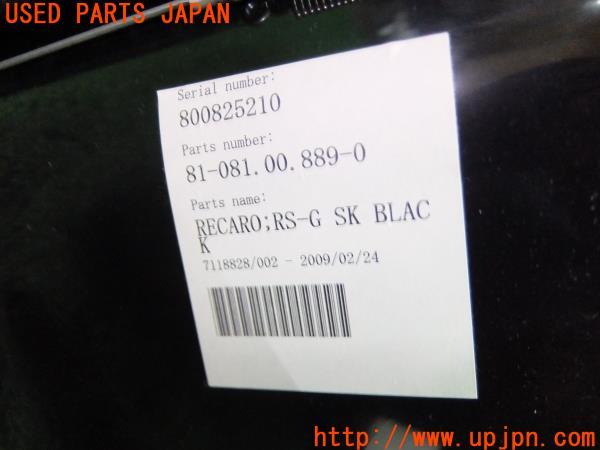 USED PARTS JAPAN
Serial number:
800825210
Parts number:
81-081.00.889-0
Parts name:
RECARO;RS-G SK BLAC
K
7118828/002 - 2009/02/24
http://www.upjpn.com/